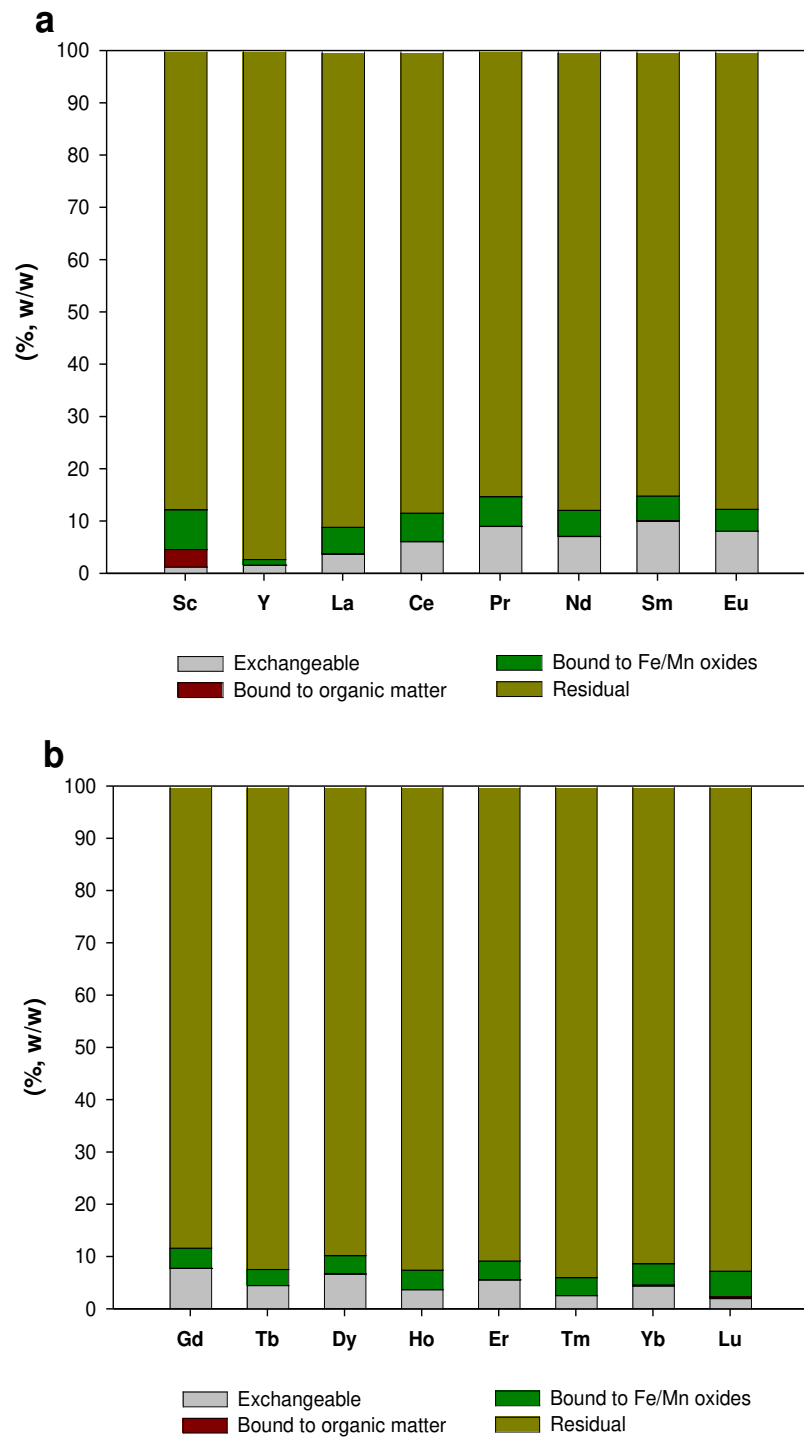 a
100
90
80
70
60
50
40
30
20
10
0
(%, w/w)
Sc Y La Ce Pr Nd Sm Eu
Exchangeable Bound to Fe/Mn oxides
Bound to organic matter Residual
b
100
90
80
70
60
50
40
30
20
10
0
(%, w/w)
Gd Tb Dy Ho Er Tm Yb Lu
Exchangeable Bound to Fe/Mn oxides
Bound to organic matter Residual